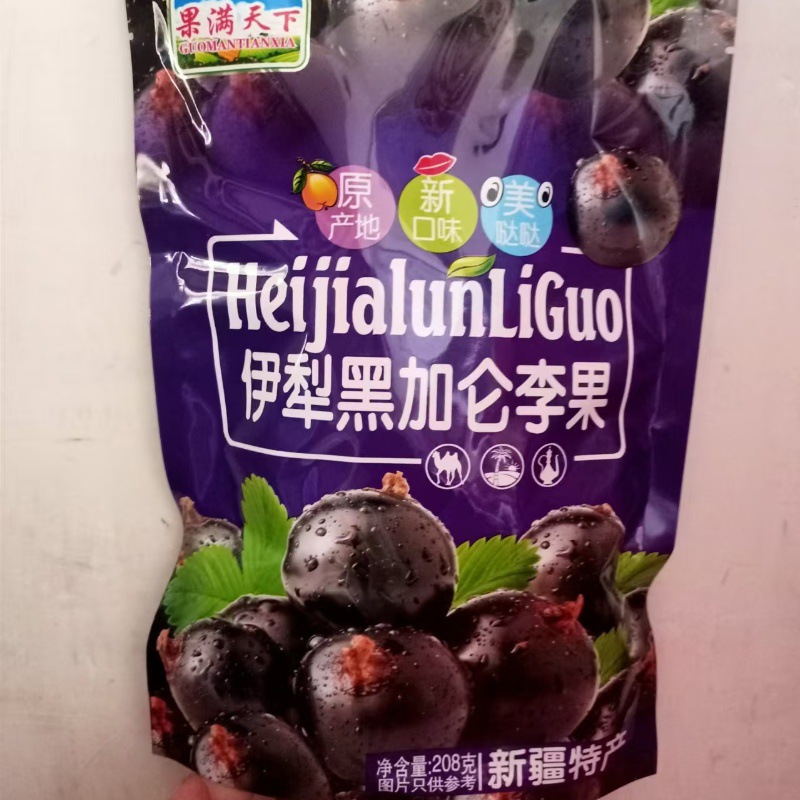 果满天下
GUOMANTIANXIA
原产地
新口味
美哒哒
HeijialunLiGuo
伊犁黑加仑李果
净含量:208克
图片只供参考
新疆特产